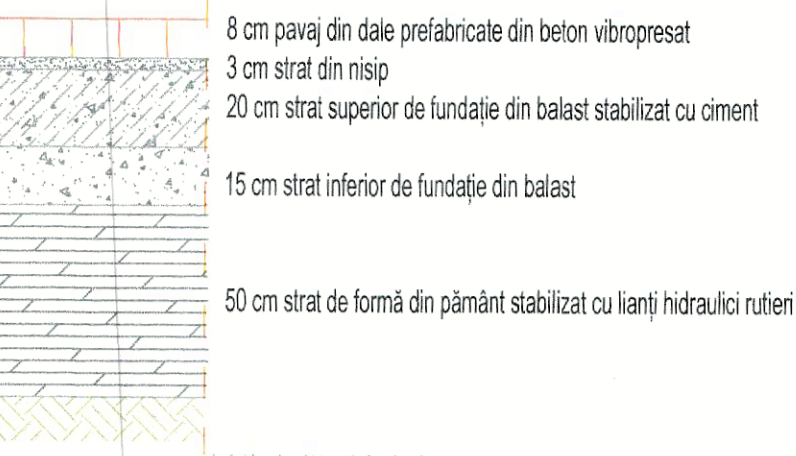 8 cm pavaj din dale prefabricate din beton vibropresat
3 cm strat din nisip
20 cm strat superior de fundație din balast stabilizat cu ciment
15 cm strat inferior de fundație din balast
50 cm strat de formă din pământ stabilizat cu lianți hidraulici rutieri